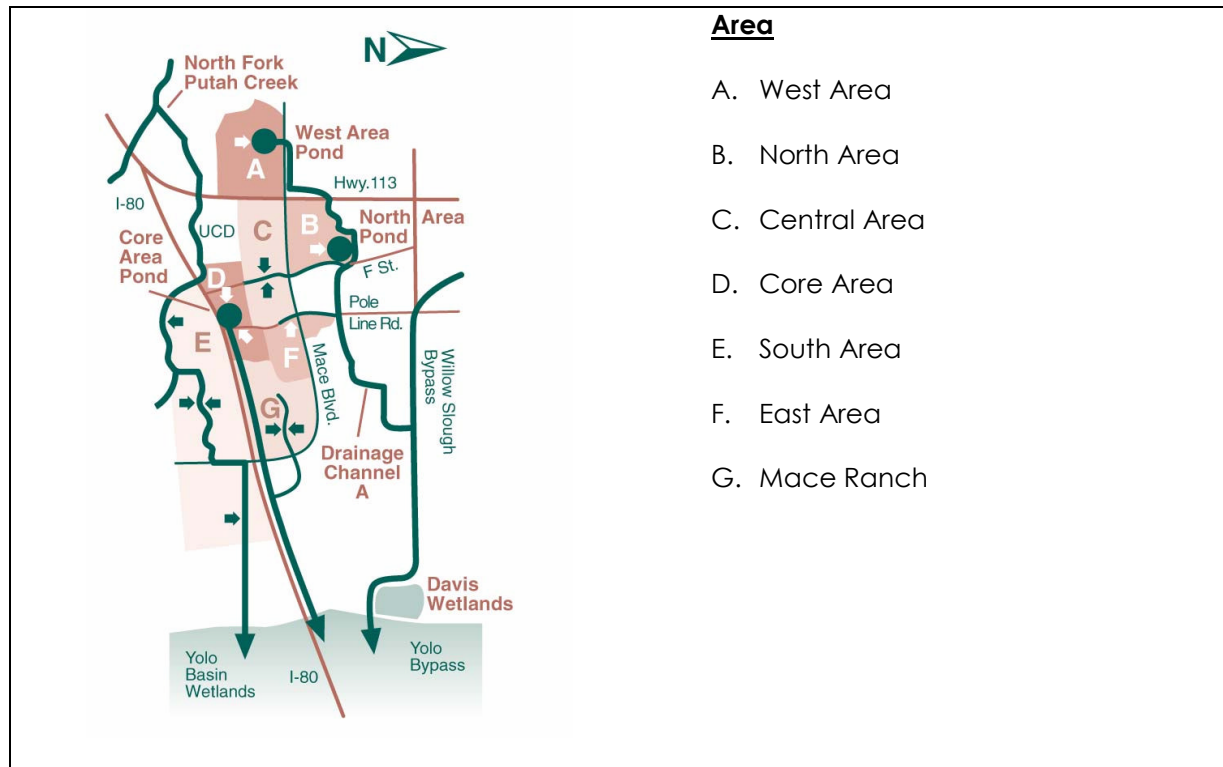 North Fork
Putah Creek
N
West Area
Pond
A
Hwy.113
I-80
UCD
C
B
North Area
Pond
Core
Area
Pond
D
F St.
Pole
Line Rd.
E
F
Mace Blvd.
Willow Slough
Bypass
G
Drainage
Channel
A
Davis
Wetlands
Yolo
Basin
Wetlands
I-80
Yolo
Bypass
Area
A. West Area
B. North Area
C. Central Area
D. Core Area
E. South Area
F. East Area
G. Mace Ranch